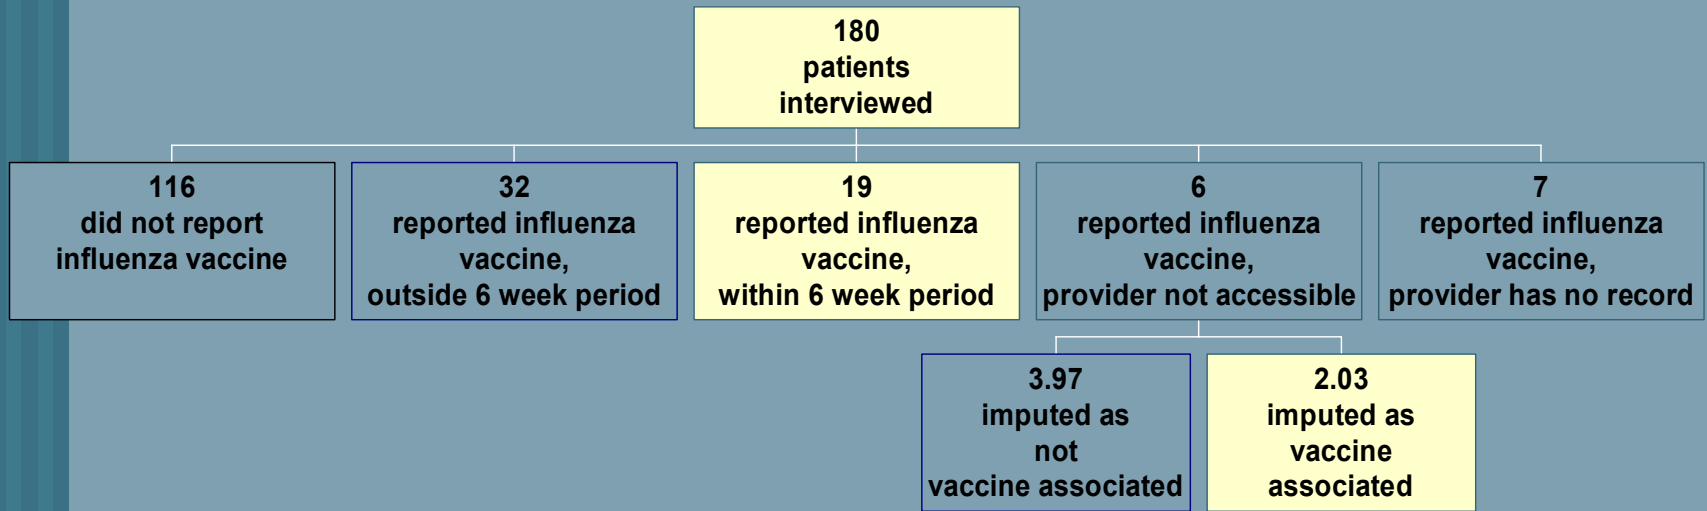 180
patients
interviewed
116
did not report
influenza vaccine
32
reported influenza
vaccine,
outside 6 week period
19
reported influenza
vaccine,
within 6 week period
6
reported influenza
vaccine,
provider not accessible
7
reported influenza
vaccine,
provider has no record
3.97
imputed as
not
vaccine associated
2.03
imputed as
vaccine
associated